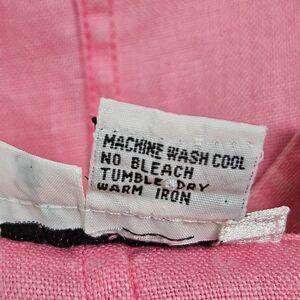 MACHINE WASH COOL
NO BLEACH
TUMBLE DRY
WARM IRON